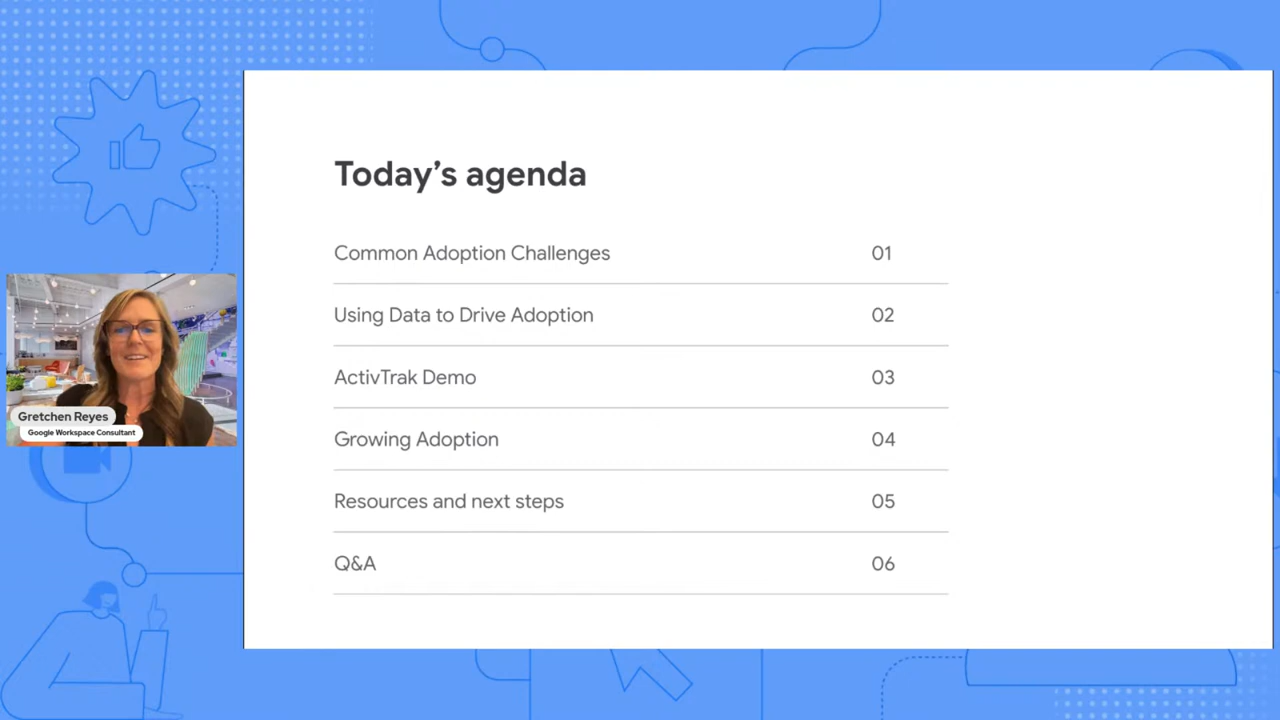 Today's agenda
Common Adoption Challenges 01
Using Data to Drive Adoption 02
ActivTrak Demo 03
Growing Adoption 04
Resources and next steps 05
Q&A 06
Gretchen Reyes
Google Workspace Consultant